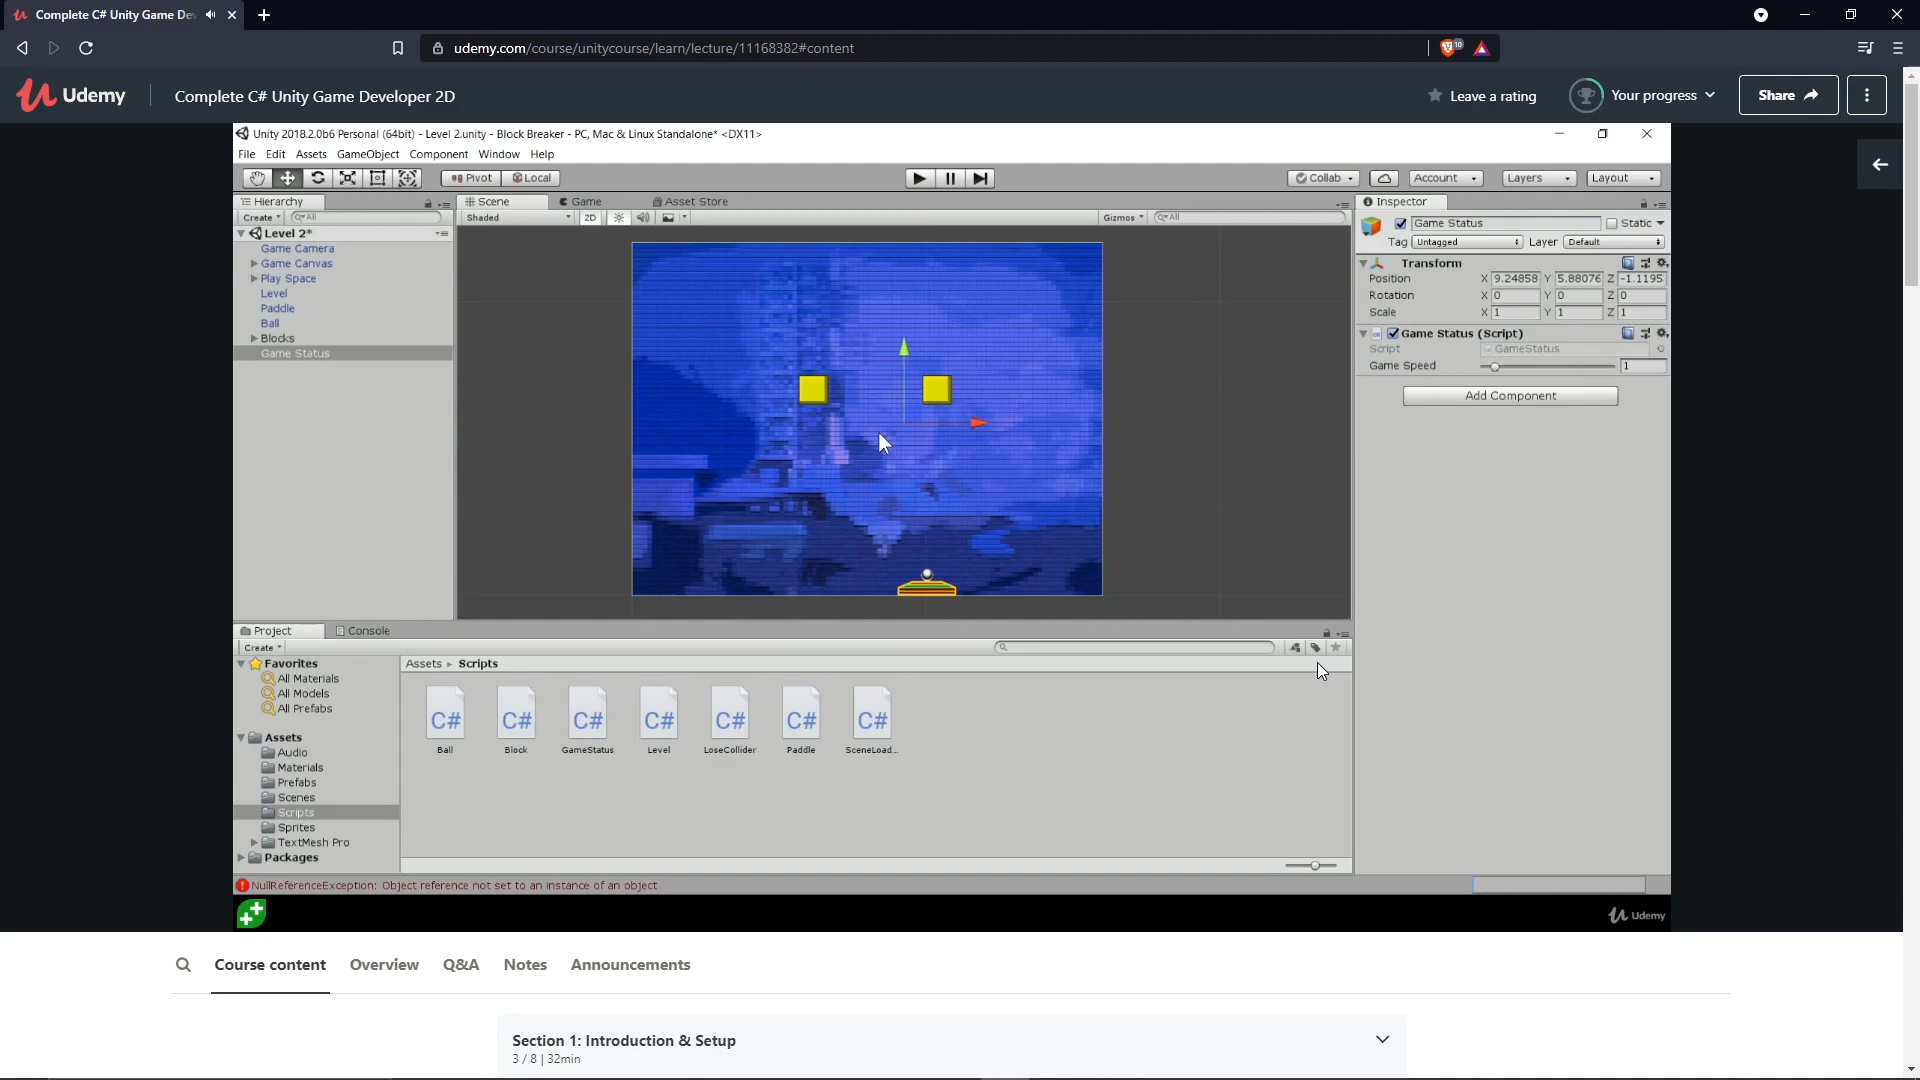 Complete C# Unity Game De
udemy.com/course/unitycourse/learn/lecture/11168382#content
10
Udemy
Complete C# Unity Game Developer 2D
Leave a rating
Your progress
Share
Unity 2018.2.0b6 Personal (64bit) - Level 2.unity - Block Breaker - PC, Mac & Linux Standalone* <DX11>
File Edit Assets GameObject Component Window Help
Pivot Local
Collab Account Layers Layout
Hierarchy
Create All
Level 2*
Game Camera
Game Canvas
Play Space
Level
Paddle
Ball
Blocks
Game Status
Scene Game Asset Store
Shaded 2D Gizmos All
Inspector
Game Status Static
Tag Untagged Layer Default
Transform
Position X 9.24858 Y 5.88076 Z -1.1195
Rotation X 0 Y 0 Z 0
Scale X 1 Y 1 Z 1
Game Status (Script)
Script GameStatus
Game Speed 1
Add Component
Project Console
Create
Favorites
All Materials
All Models
All Prefabs
Assets
Audio
Materials
Prefabs
Scenes
Scripts
Sprites
TextMesh Pro
Packages
Assets Scripts
C# C# C# C# C# C# C#
Ball Block GameStatus Level LoseCollider Paddle SceneLoad...
NullReferenceException: Object reference not set to an instance of an object
Udemy
Course content Overview Q&A Notes Announcements
Section 1: Introduction & Setup
3 / 8 | 32min